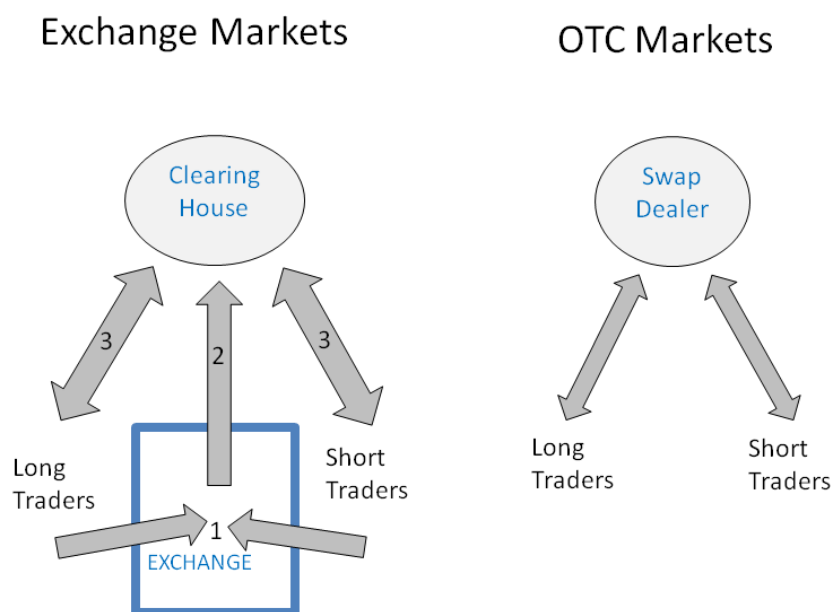 Exchange Markets
Clearing
House
3
2
3
Long
Traders
Short
Traders
1
EXCHANGE
OTC Markets
Swap
Dealer
Long
Traders
Short
Traders